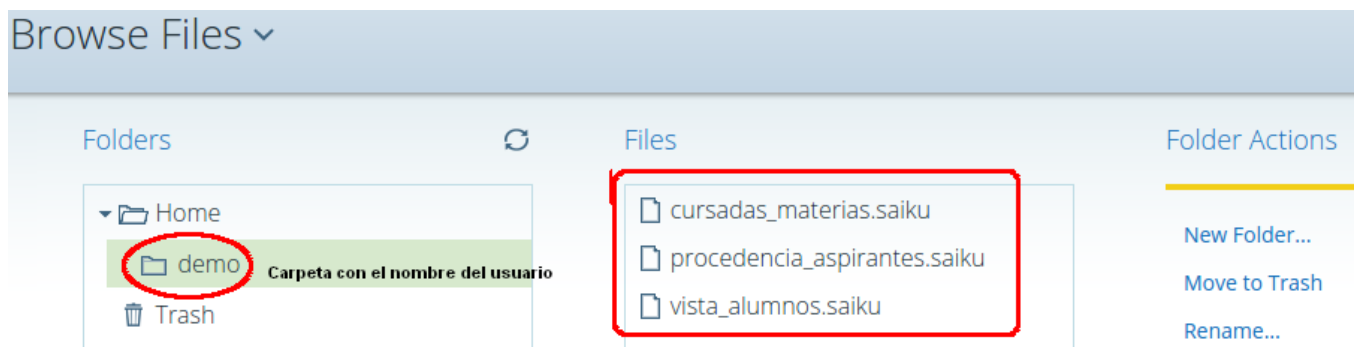 Browse Files
Folders
Files
Folder Actions
Home
demo
Carpeta con el nombre del usuario
Trash
cursadas_materias.saiku
procedencia_aspirantes.saiku
vista_alumnos.saiku
New Folder...
Move to Trash
Rename...